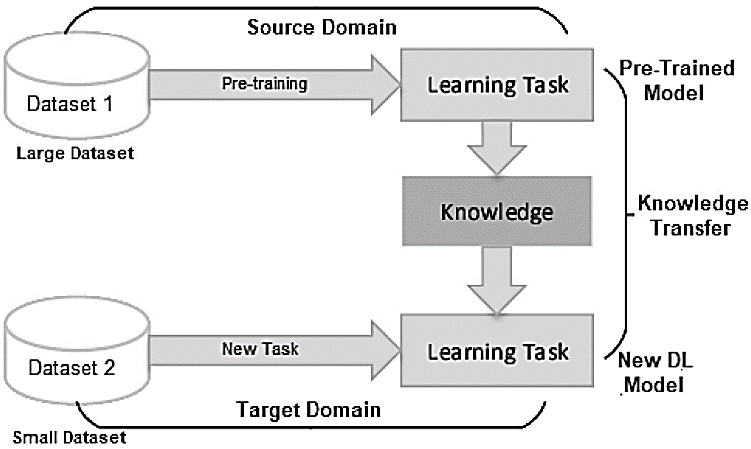 Source Domain
Dataset 1
Pre-training
Learning Task
Pre-Trained
Model
Large Dataset
Knowledge
Knowledge
Transfer
Dataset 2
New Task
Learning Task
New DL
Model
Target Domain
Small Dataset